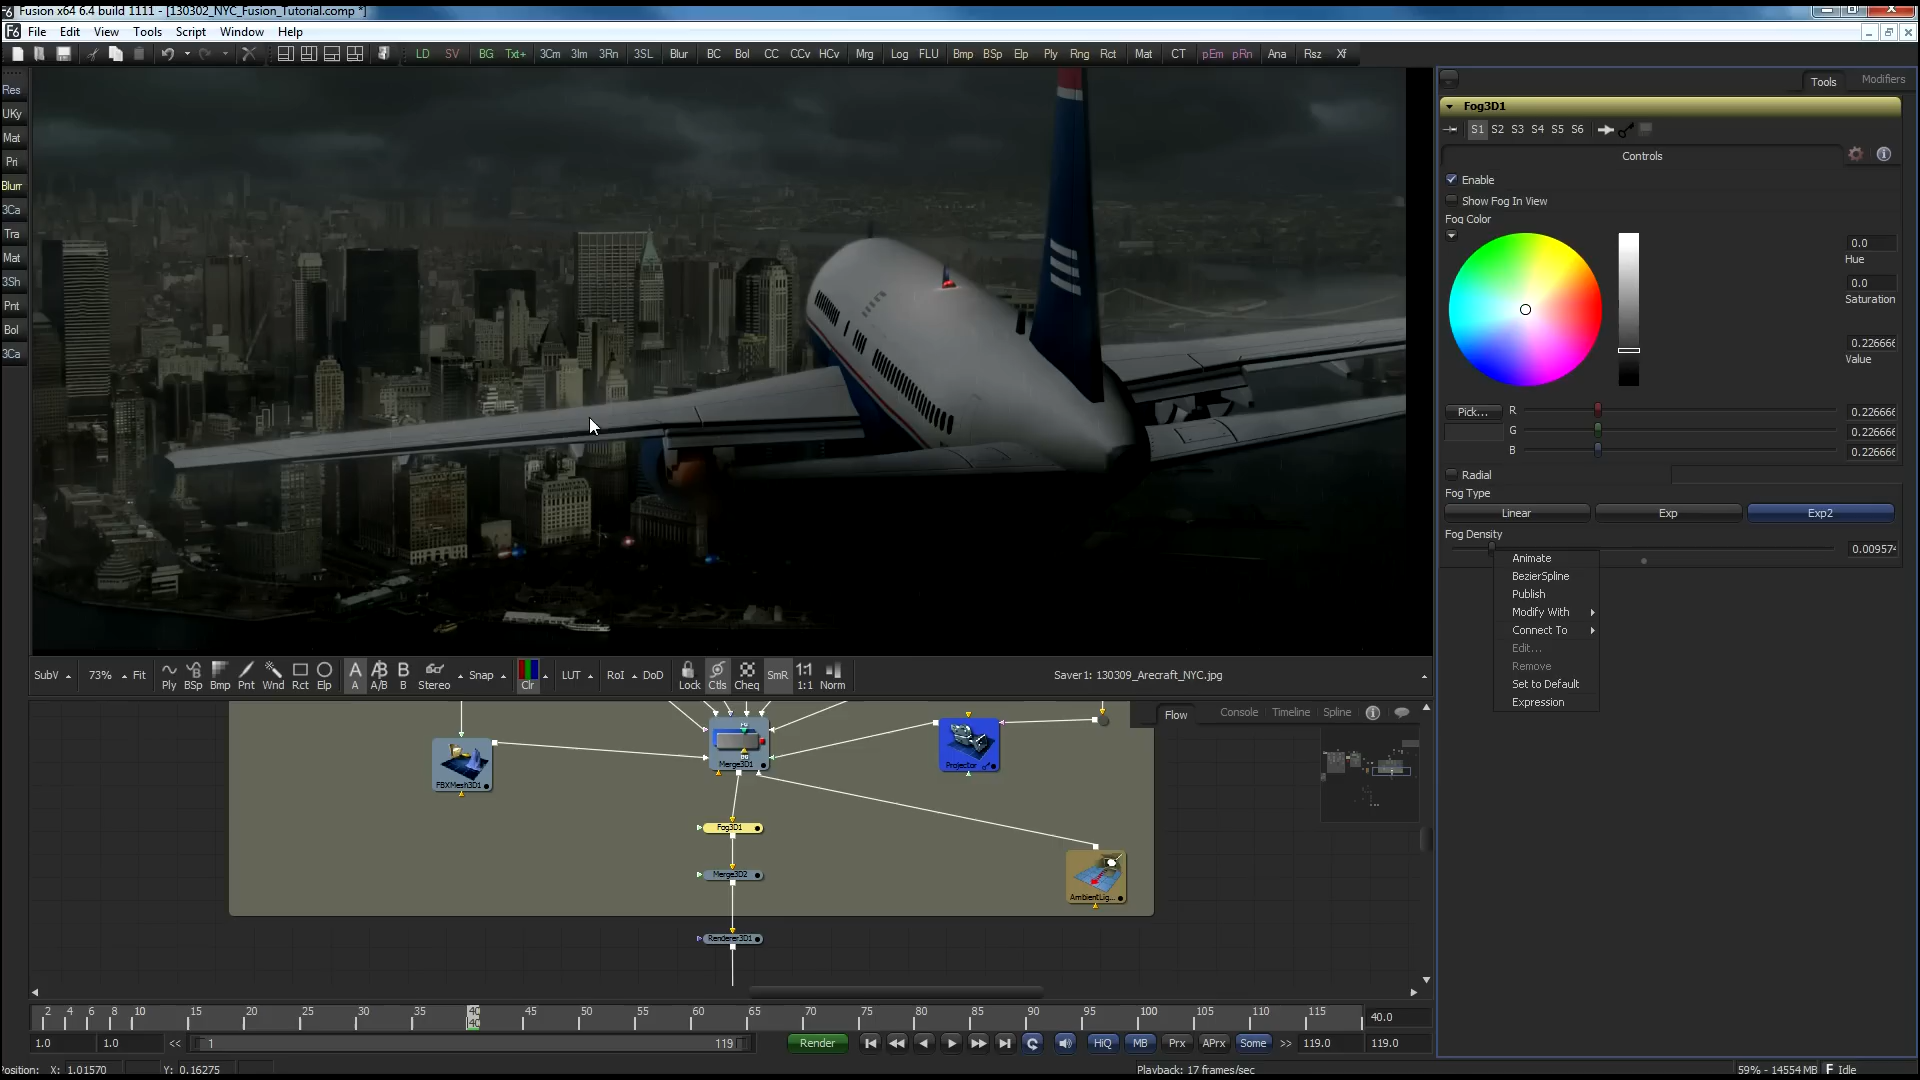 Fusion x64 6.4 build 1111 - [130302_NYC_Fusion_Tutorial.comp *]
File Edit View Tools Script Window Help
LD SV BG Txt+ 3Cm 3Im 3Rn 3SL Blur BC Bol CC CCv HCv Mrg Log FLU Bmp BSp Elp Ply Rng Rct Mat CT pEm pRn Ana Rsz Xf
Res
UKy
Mat
Pri
Blurr
3Ca
Tra
Mat
3Sh
Pnt
Bol
3Ca
Tools Modifiers
Fog3D1
S1 S2 S3 S4 S5 S6
Controls
Enable
Show Fog In View
Fog Color
0.0
Hue
0.0
Saturation
0.226666
Value
Pick... R 0.226666
G 0.226666
B 0.226666
Radial
Fog Type
Linear Exp Exp2
Fog Density
0.009574
Animate
BezierSpline
Publish
Modify With
Connect To
Edit...
Remove
Set to Default
Expression
SubV 73% Fit Ply BSp Bmp Pnt Wnd Rct Elp A A/B B Stereo Snap Clr LUT RoI DoD Lock Ctls Cheq SmR 1:1 1:1 Norm
Saver1: 130309_Arecraft_NYC.jpg
Flow Console Timeline Spline
Merge3D1
Projector
FBXMesh3D1
Fog3D1
Merge3D2
AmbientLig...
Renderer3D1
2 4 6 8 10 15 20 25 30 35 40 45 50 55 60 65 70 75 80 85 90 95 100 105 110 115
40
40.0
1.0 1.0 << 1 119 Render HiQ MB Prx APrx Some >> 119.0 119.0
Position: X: 1.01570 Y: 0.16275
Playback: 17 frames/sec
59% - 14554 MB Idle